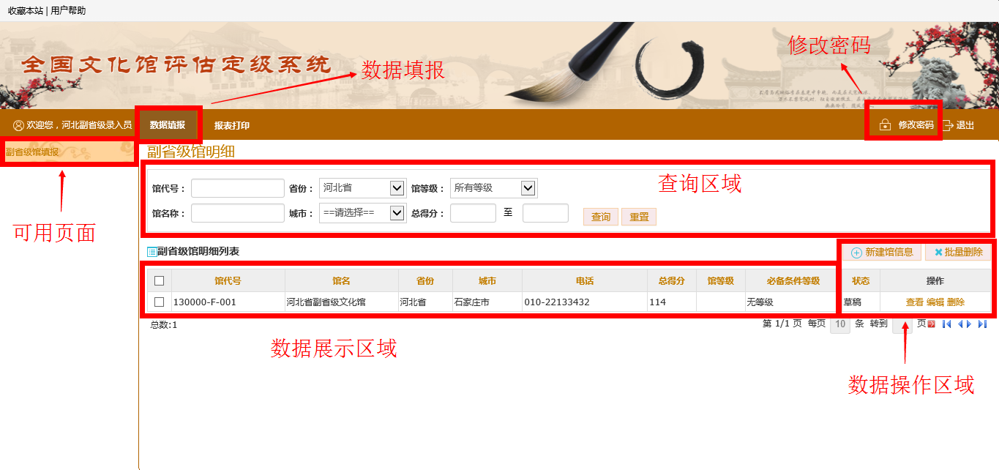 收藏本站 | 用户帮助
全国文化馆评估定级系统
数据填报
修改密码
欢迎您，河北副省级录入员 数据填报 报表打印 修改密码 退出
副省级馆填报
副省级馆明细
馆代号： 省份： 河北省 馆等级： 所有等级
查询区域
馆名称： 城市： ==请选择== 总得分： 至 查询 重置
可用页面
副省级馆明细列表 新建馆信息 批量删除
馆代号 馆名 省份 城市 电话 总得分 馆等级 必备条件等级 状态 操作
130000-F-001 河北省副省级文化馆 河北省 石家庄市 010-22133432 114 无等级 草稿 查看 编辑 删除
总数:1 第 1/1 页 每页 10 条 转到 页
数据展示区域
数据操作区域